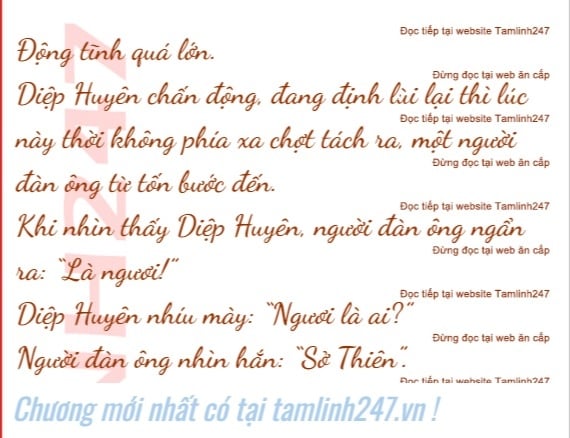 Đọc tiếp tại website Tamlinh247
Động tĩnh quá lớn.
Đừng đọc tại web ăn cắp
Diệp Huyên chấn động, đang định lùi lại thì lúc
Đọc tiếp tại website Tamlinh247
này thời không phía xa chợt tách ra, một người
Đừng đọc tại web ăn cắp
đàn ông từ tốn bước đến.
Đọc tiếp tại website Tamlinh247
Khi nhìn thấy Diệp Huyên, người đàn ông ngẩn
Đừng đọc tại web ăn cắp
ra: “Là ngươi!”
Đọc tiếp tại website Tamlinh247
Diệp Huyên nhíu mày: “Ngươi là ai?”
Đừng đọc tại web ăn cắp
Người đàn ông nhìn hắn: “Sở Thiên”.
Đọc tiếp tại website Tamlinh247
NH247
Chương mới nhất có tại tamlinh247.vn !